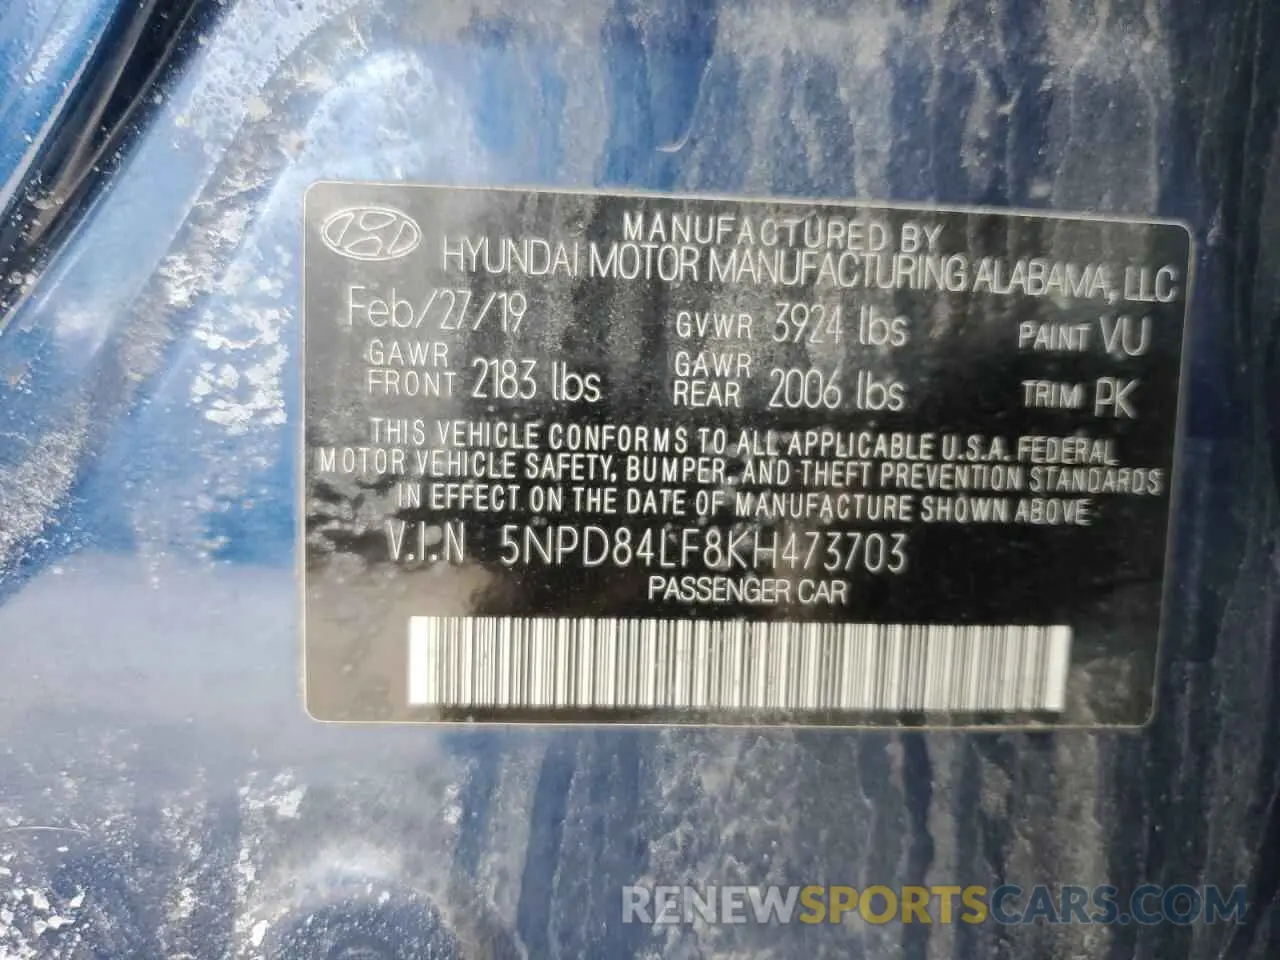 MANUFACTURED BY
HYUNDAI MOTOR MANUFACTURING ALABAMA, LLC
Feb/27/19 GVWR 3924 lbs PAINT VU
GAWR FRONT 2183 lbs GAWR REAR 2006 lbs TRIM PK
THIS VEHICLE CONFORMS TO ALL APPLICABLE U.S.A. FEDERAL
MOTOR VEHICLE SAFETY, BUMPER, AND THEFT PREVENTION STANDARDS
IN EFFECT ON THE DATE OF MANUFACTURE SHOWN ABOVE
V.I.N 5NPD84LF8KH473703
PASSENGER CAR
RENEWSPORTSCARS.COM